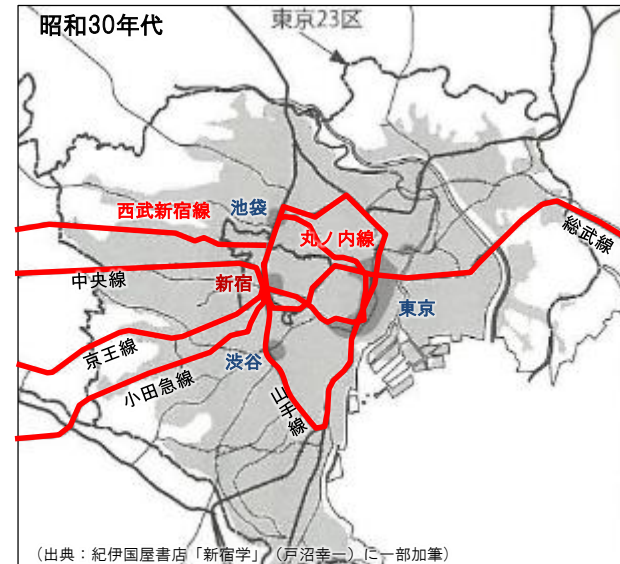 昭和30年代
東京23区
西武新宿線
池袋
丸ノ内線
総武線
中央線
新宿
東京
京王線
渋谷
小田急線
山手線
（出典：紀伊国屋書店「新宿学」（戸沼幸一）に一部加筆）